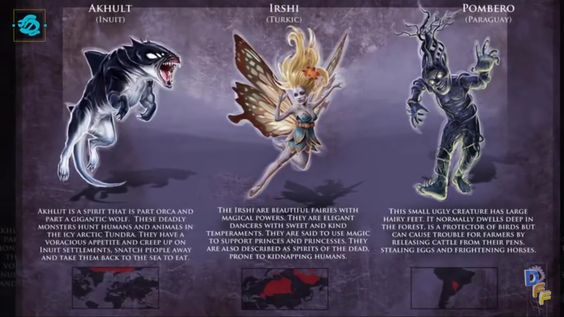 Akhult
(Inuit)
Akhult is a spirit that is part orca and
part a gigantic wolf. These deadly
monsters hunt humans and animals
in the icy Arctic Tundra. They have a
voracious appetite and creep up on
Inuit settlements, snatch people away
and take them back to the sea to eat.
Irshi
(Turkic)
The Irshi are beautiful fairies with
magical powers. They are elegant
dancers with sweet and kind
temperaments. They are said to use magic
to support princes and princesses. They
are also described as spirits of the dead,
prone to kidnapping humans.
Pombero
(Paraguay)
This small ugly creature has large
hairy feet. It normally dwells deep in
the forest, is a protector of birds but
can cause trouble for farmers by
releasing cattle from their pens,
stealing eggs and frightening horses.
DFF